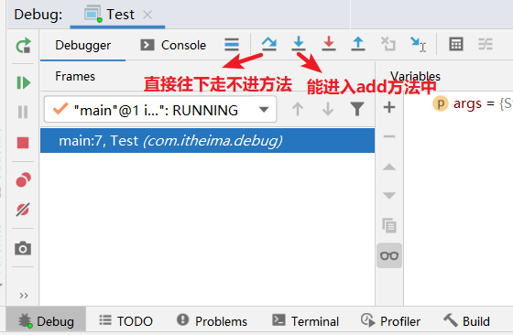 Debug: Test
Debugger Console
直接往下走不进方法 能进入add方法中
Frames Variables
"main"@1 i...": RUNNING
args = {S
main:7, Test (com.itheima.debug)
Debug TODO Problems Terminal Profiler Build